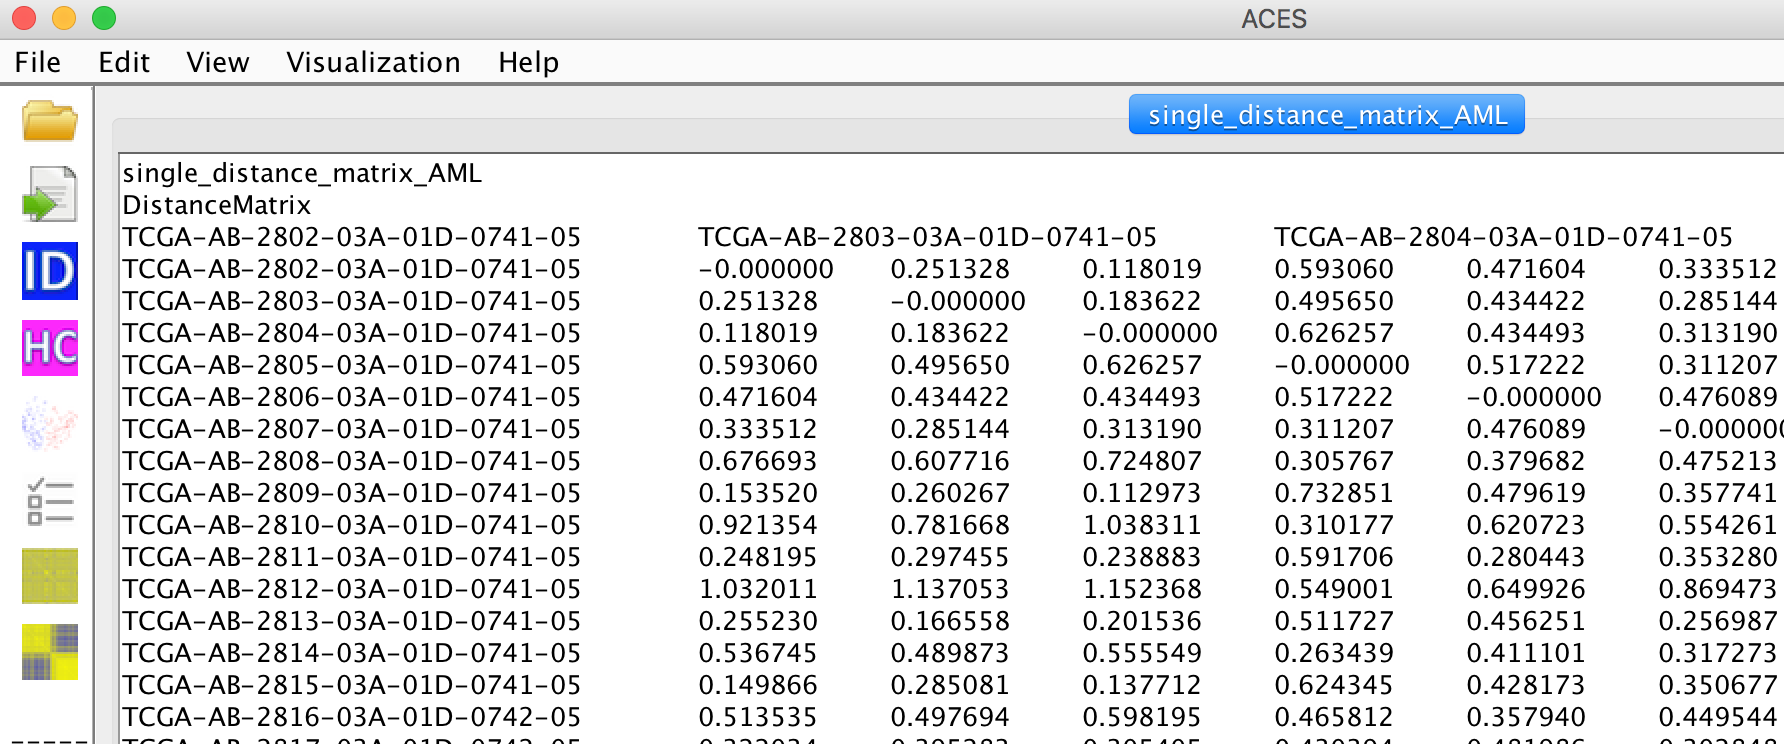 ACES
File Edit View Visualization Help
single_distance_matrix_AML
single_distance_matrix_AML
DistanceMatrix
TCGA-AB-2802-03A-01D-0741-05 TCGA-AB-2803-03A-01D-0741-05 TCGA-AB-2804-03A-01D-0741-05
TCGA-AB-2802-03A-01D-0741-05 -0.000000 0.251328 0.118019 0.593060 0.471604 0.333512
TCGA-AB-2803-03A-01D-0741-05 0.251328 -0.000000 0.183622 0.495650 0.434422 0.285144
TCGA-AB-2804-03A-01D-0741-05 0.118019 0.183622 -0.000000 0.626257 0.434493 0.313190
TCGA-AB-2805-03A-01D-0741-05 0.593060 0.495650 0.626257 -0.000000 0.517222 0.311207
TCGA-AB-2806-03A-01D-0741-05 0.471604 0.434422 0.434493 0.517222 -0.000000 0.476089
TCGA-AB-2807-03A-01D-0741-05 0.333512 0.285144 0.313190 0.311207 0.476089 -0.000000
TCGA-AB-2808-03A-01D-0741-05 0.676693 0.607716 0.724807 0.305767 0.379682 0.475213
TCGA-AB-2809-03A-01D-0741-05 0.153520 0.260267 0.112973 0.732851 0.479619 0.357741
TCGA-AB-2810-03A-01D-0741-05 0.921354 0.781668 1.038311 0.310177 0.620723 0.554261
TCGA-AB-2811-03A-01D-0741-05 0.248195 0.297455 0.238883 0.591706 0.280443 0.353280
TCGA-AB-2812-03A-01D-0741-05 1.032011 1.137053 1.152368 0.549001 0.649926 0.869473
TCGA-AB-2813-03A-01D-0741-05 0.255230 0.166558 0.201536 0.511727 0.456251 0.256987
TCGA-AB-2814-03A-01D-0741-05 0.536745 0.489873 0.555549 0.263439 0.411101 0.317273
TCGA-AB-2815-03A-01D-0741-05 0.149866 0.285081 0.137712 0.624345 0.428173 0.350677
TCGA-AB-2816-03A-01D-0742-05 0.513535 0.497694 0.598195 0.465812 0.357940 0.449544
ID
HC